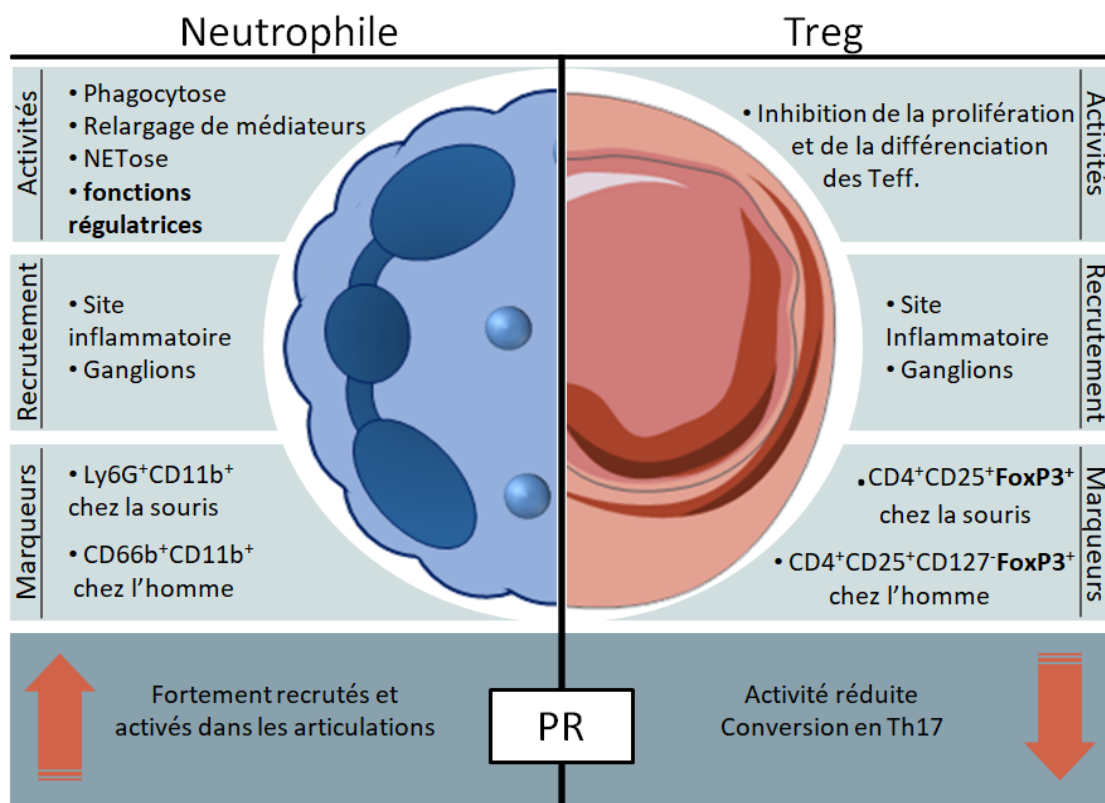 Neutrophile
Treg
Activités
• Phagocytose
• Relargage de médiateurs
• NETose
• fonctions
régulatrices
• Inhibition de la prolifération
et de la différenciation
des Teff.
Activités
Recrutement
• Site
inflammatoire
• Ganglions
• Site
Inflammatoire
• Ganglions
Recrutement
Marqueurs
• Ly6G⁺CD11b⁺
chez la souris
• CD66b⁺CD11b⁺
chez l’homme
.CD4⁺CD25⁺FoxP3⁺
chez la souris
• CD4⁺CD25⁺CD127⁻FoxP3⁺
chez l’homme
Marqueurs
Fortement recrutés et
activés dans les articulations
PR
Activité réduite
Conversion en Th17